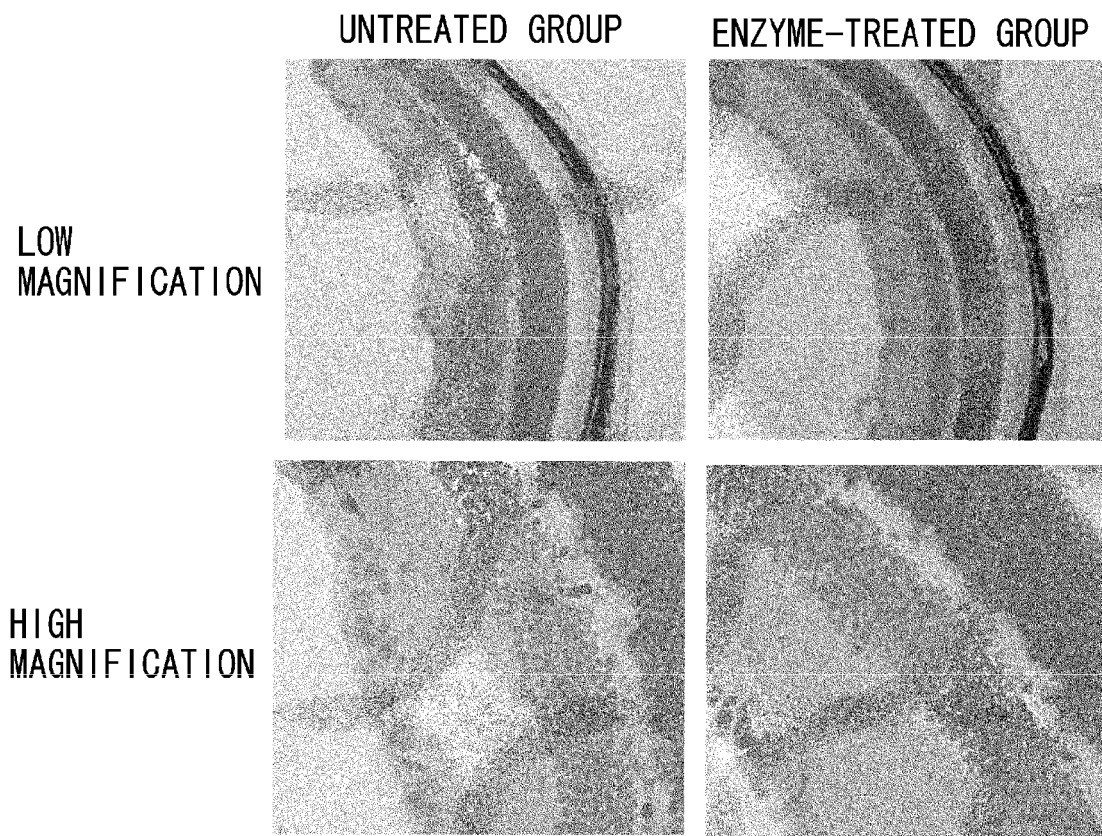 UNTREATED GROUP
ENZYME-TREATED GROUP
LOW
MAGNIFICATION
HIGH
MAGNIFICATION